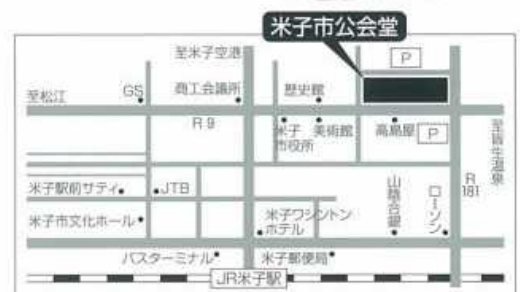 米子市公会堂
至米子空港
P
至松江
GS
商工会議所
歴史館
R9
米子市役所
美術館
高島屋
P
至皆生温泉
R181
米子駅前サティ
JTB
山陰合銀
ローソン
米子市文化ホール
米子ワシントンホテル
バスターミナル
米子郵便局
JR米子駅